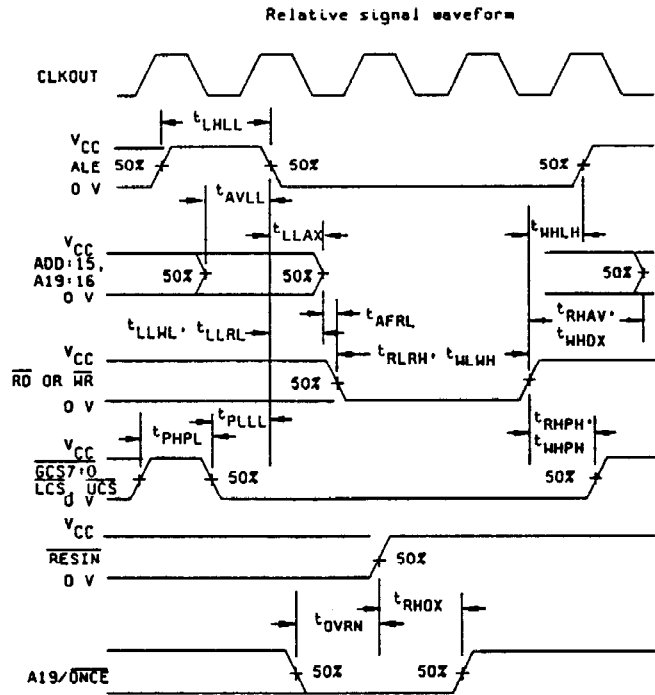 Relative signal waveform
CLKOUT
tLHLL
VCC
ALE 50% 50% 50%
0 V
tAVLL
tLLAX
tWHLH
VCC
ADD:15,
A19:16 50% 50% 50%
0 V
tAFRL
tRHAV,
tWHDX
tLLWL, tLLRL
tRLRH, tWLWH
VCC
RD OR WR 50%
0 V
tPLLL
tPHPL
tRHPH,
tWHPH
VCC
GCS7:0
LCS, UCS 50% 50%
0 V
VCC
RESIN 50%
0 V
tOVRN
tRHOX
A19/ONCE 50% 50%